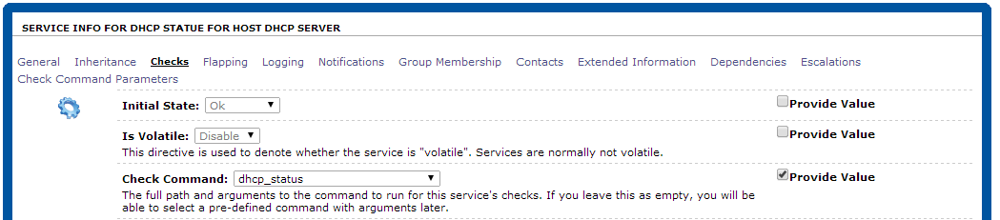 SERVICE INFO FOR DHCP STATUE FOR HOST DHCP SERVER
General Inheritance Checks Flapping Logging Notifications Group Membership Contacts Extended Information Dependencies Escalations
Check Command Parameters
Initial State: Ok Provide Value
Is Volatile: Disable Provide Value
This directive is used to denote whether the service is "volatile". Services are normally not volatile.
Check Command: dhcp_status Provide Value
The full path and arguments to the command to run for this service's checks. If you leave this as empty, you will be
able to select a pre-defined command with arguments later.